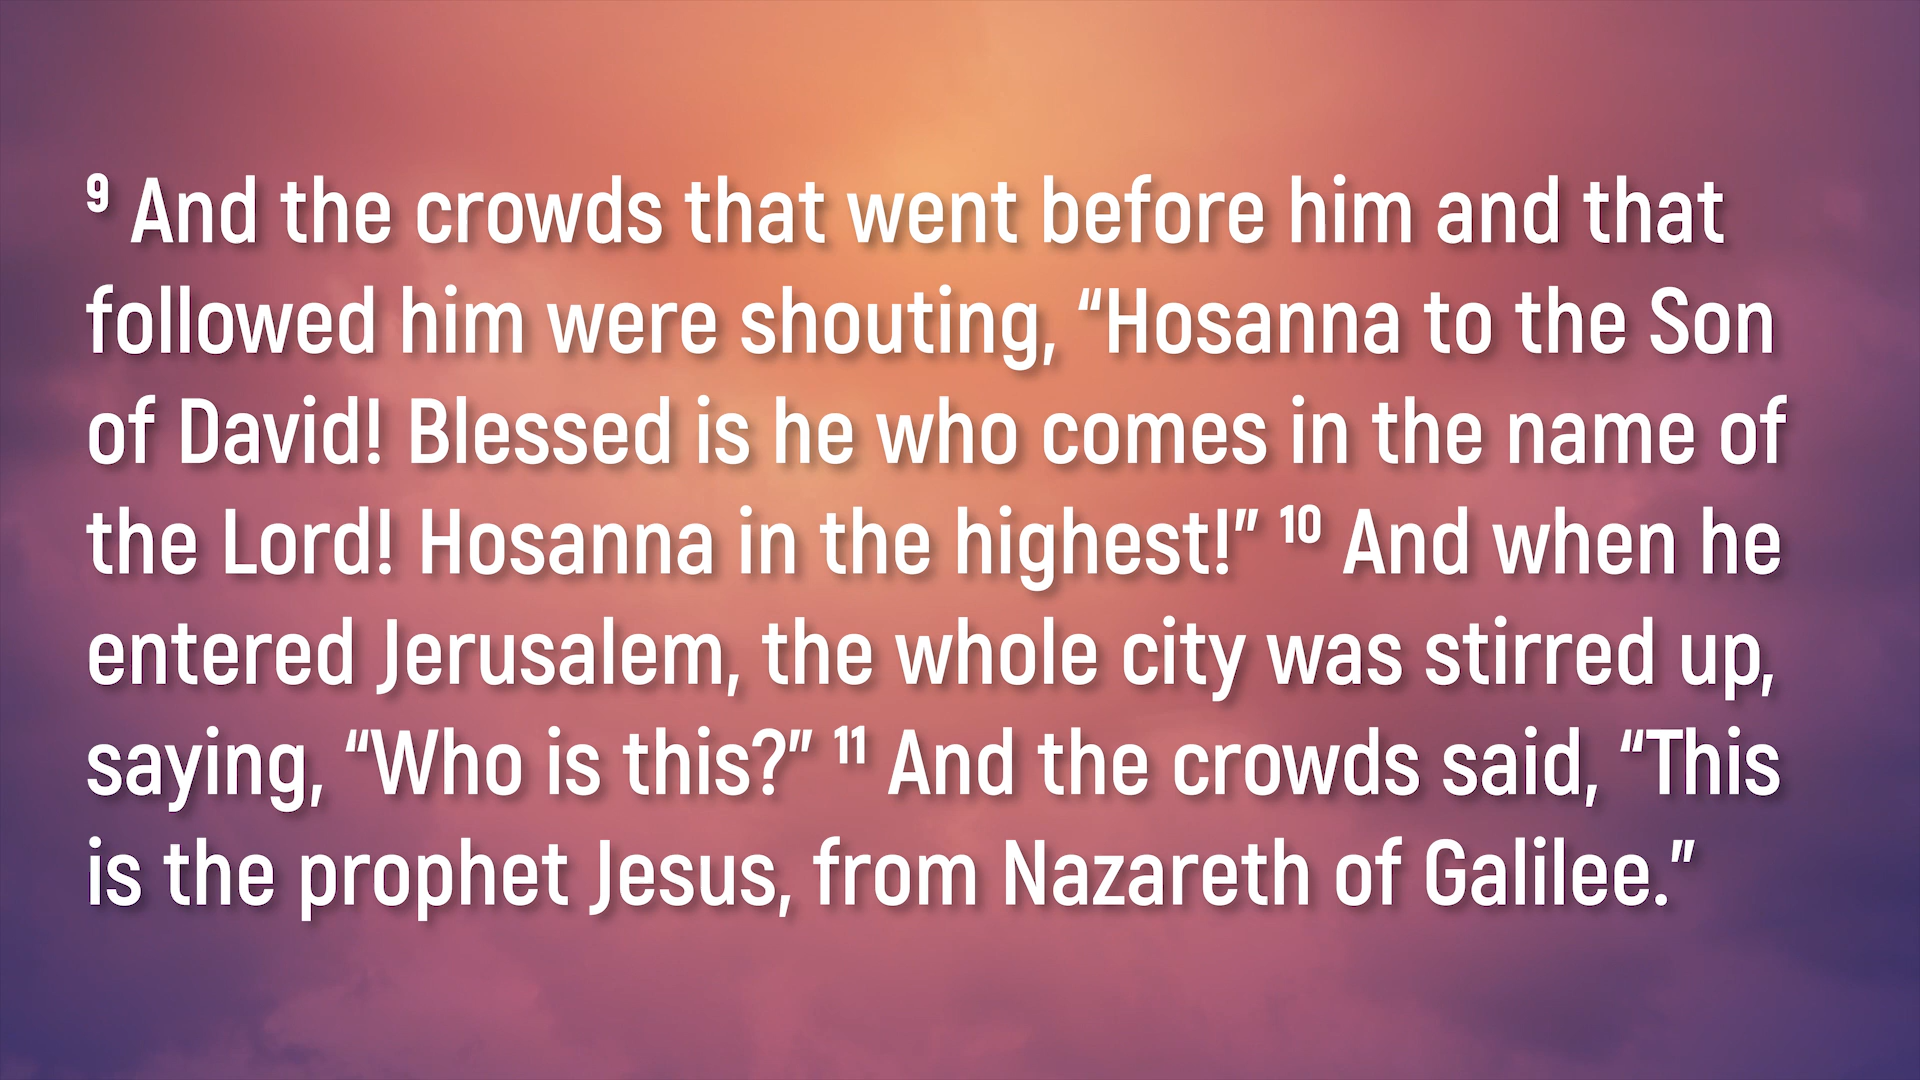 ⁹ And the crowds that went before him and that
followed him were shouting, “Hosanna to the Son
of David! Blessed is he who comes in the name of
the Lord! Hosanna in the highest!” ¹⁰ And when he
entered Jerusalem, the whole city was stirred up,
saying, “Who is this?” ¹¹ And the crowds said, “This
is the prophet Jesus, from Nazareth of Galilee.”